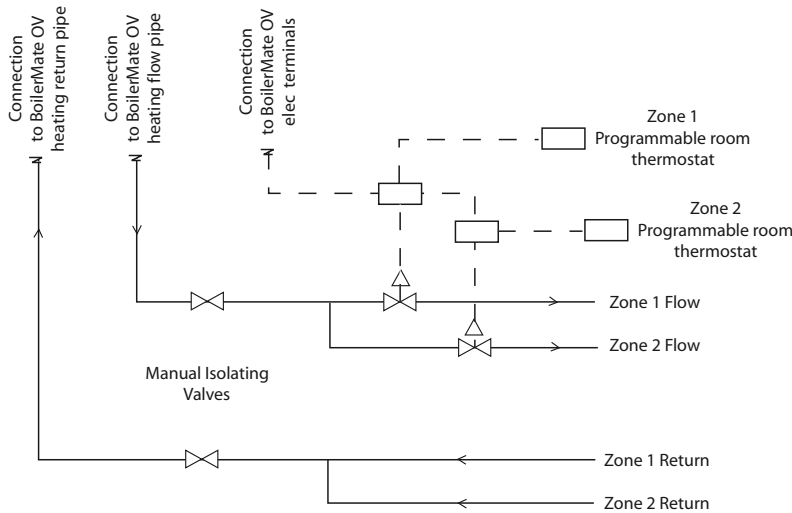 Connection
to BoilerMate OV
heating return pipe
Connection
to BoilerMate OV
heating flow pipe
Connection
to BoilerMate OV
elec terminals
Zone 1
Programmable room
thermostat
Zone 2
Programmable room
thermostat
Zone 1 Flow
Zone 2 Flow
Manual Isolating
Valves
Zone 1 Return
Zone 2 Return